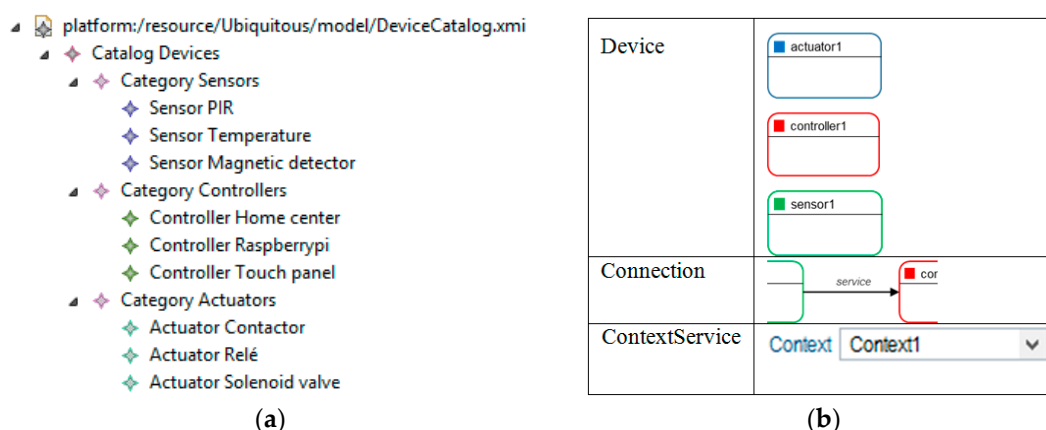 platform:/resource/Ubiquitous/model/DeviceCatalog.xmi
Catalog Devices
Category Sensors
Sensor PIR
Sensor Temperature
Sensor Magnetic detector
Category Controllers
Controller Home center
Controller Raspberrypi
Controller Touch panel
Category Actuators
Actuator Contactor
Actuator Relé
Actuator Solenoid valve
(a)
Device
actuator1
controller1
sensor1
Connection
service
cor
ContextService
Context Context1
(b)